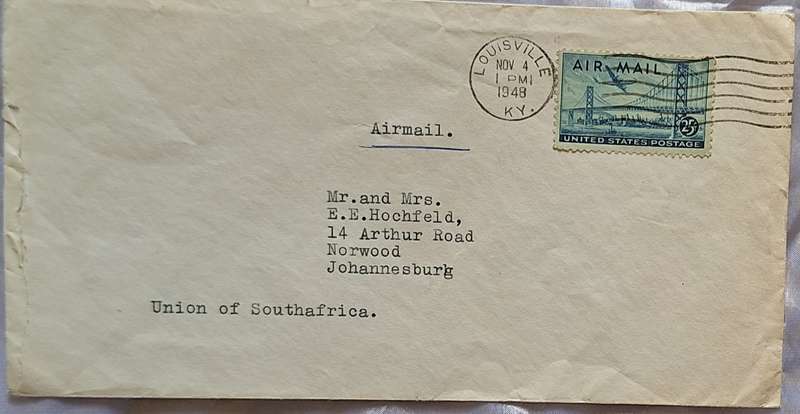 LOUISVILLE
NOV 4
1 PM
1948
KY.
AIR MAIL
25¢
UNITED STATES POSTAGE
Airmail.
Mr.and Mrs.
E.E.Hochfeld,
14 Arthur Road
Norwood
Johannesburg
Union of Southafrica.